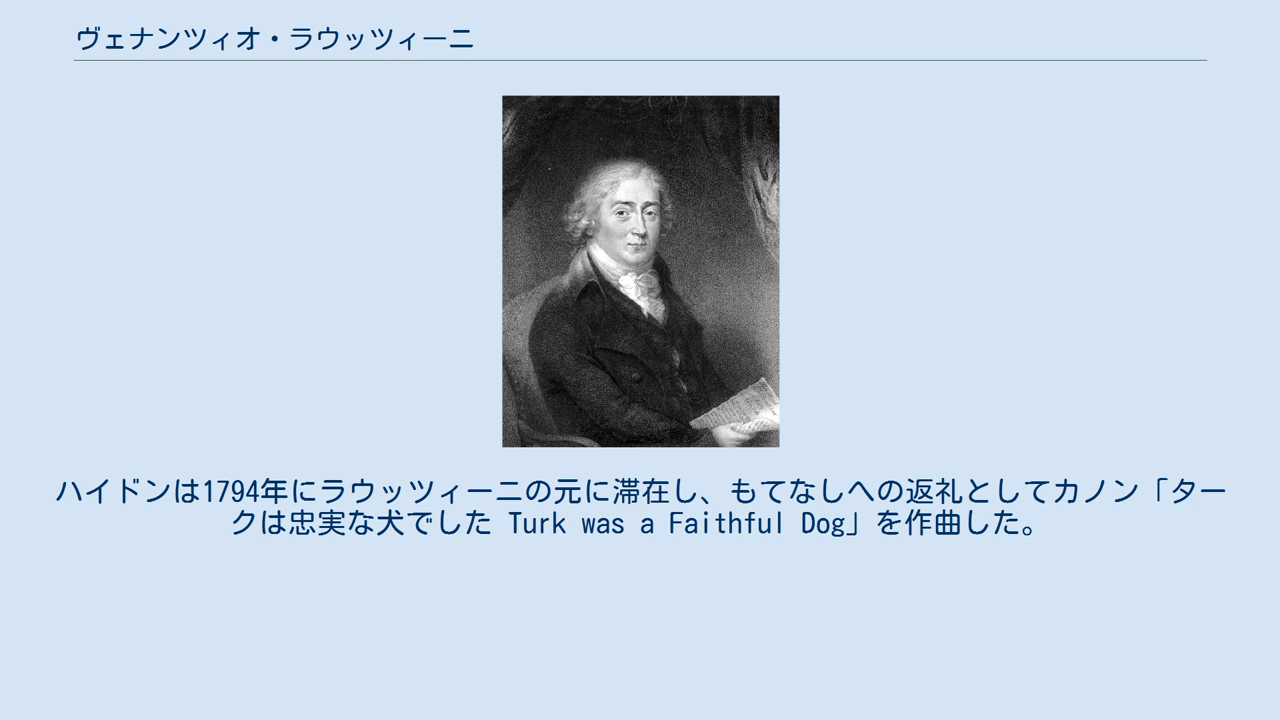 ヴェナンツィオ・ラウッツィーニ
ハイドンは1794年にラウッツィーニの元に滞在し、もてなしへの返礼としてカノン「ター
クは忠実な犬でした Turk was a Faithful Dog」を作曲した。